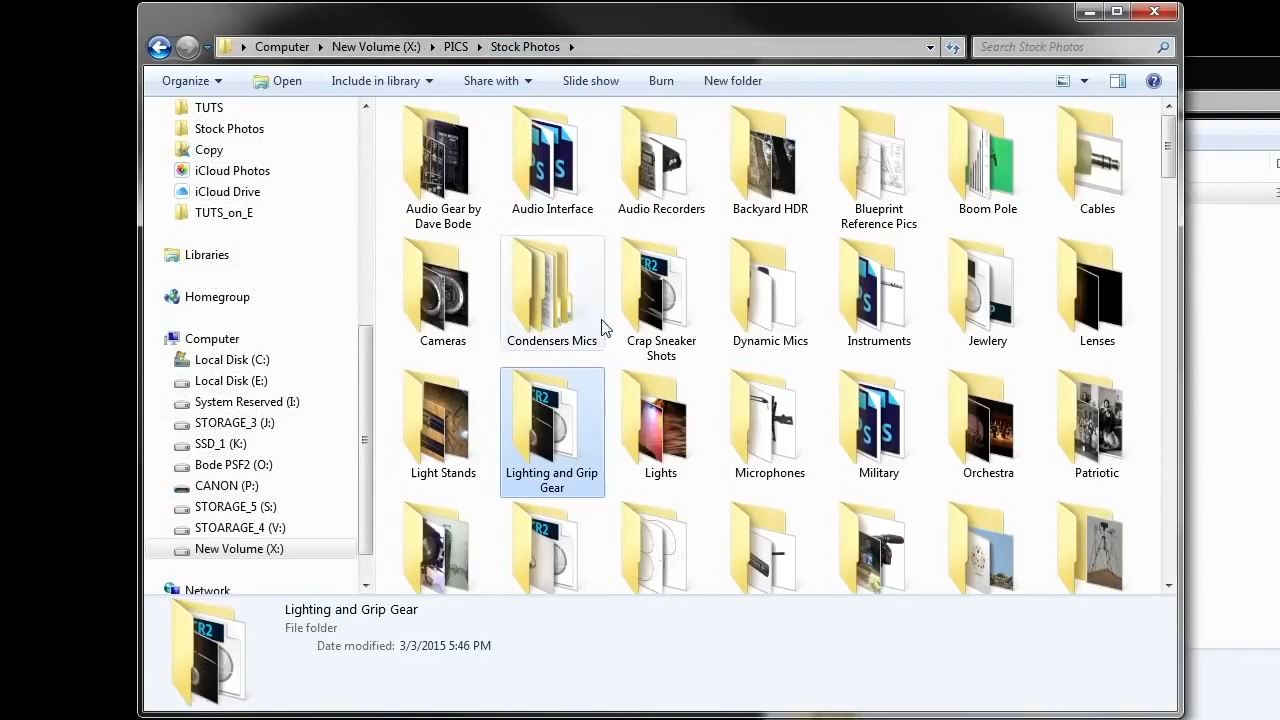 Computer New Volume (X:) PICS Stock Photos
Search Stock Photos
Organize Open Include in library Share with Slide show Burn New folder
TUTS
Stock Photos
Copy
iCloud Photos
iCloud Drive
TUTS_on_E
Libraries
Homegroup
Computer
Local Disk (C:)
Local Disk (E:)
System Reserved (I:)
STORAGE_3 (J:)
SSD_1 (K:)
Bode PSF2 (O:)
CANON (P:)
STORAGE_5 (S:)
STOARAGE_4 (V:)
New Volume (X:)
Network
Audio Gear by
Dave Bode
Audio Interface
Audio Recorders
Backyard HDR
Blueprint
Reference Pics
Boom Pole
Cables
Cameras
Condensers Mics
Crap Sneaker
Shots
Dynamic Mics
Instruments
Jewlery
Lenses
Light Stands
Lighting and Grip
Gear
Lights
Microphones
Military
Orchestra
Patriotic
Lighting and Grip Gear
File folder
Date modified: 3/3/2015 5:46 PM